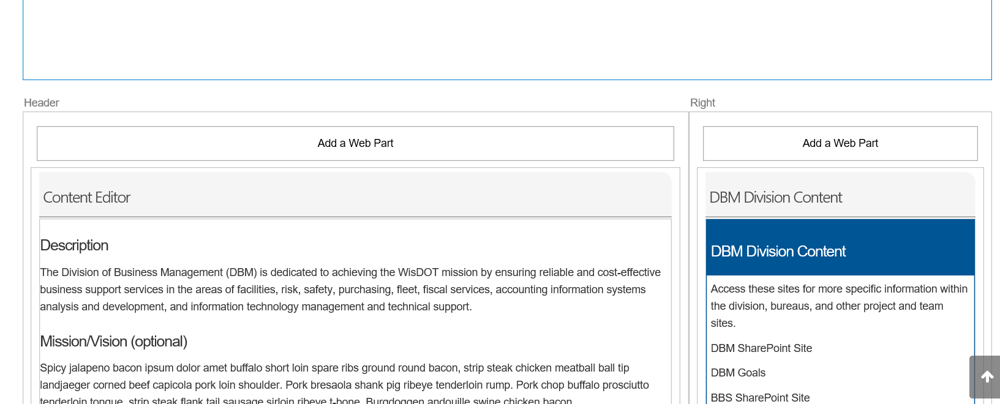 Header
Add a Web Part
Content Editor
Description
The Division of Business Management (DBM) is dedicated to achieving the WisDOT mission by ensuring reliable and cost-effective
business support services in the areas of facilities, risk, safety, purchasing, fleet, fiscal services, accounting information systems
analysis and development, and information technology management and technical support.
Mission/Vision (optional)
Spicy jalapeno bacon ipsum dolor amet buffalo short loin spare ribs ground round bacon, strip steak chicken meatball ball tip
landjaeger corned beef capicola pork loin shoulder. Pork bresaola shank pig ribeye tenderloin rump. Pork chop buffalo prosciutto
tenderloin tongue, strip steak flank tail sausage sirloin ribeye t-bone. Burgdoggen andouille swine chicken bacon
Right
Add a Web Part
DBM Division Content
DBM Division Content
Access these sites for more specific information within
the division, bureaus, and other project and team
sites.
DBM SharePoint Site
DBM Goals
BBS SharePoint Site